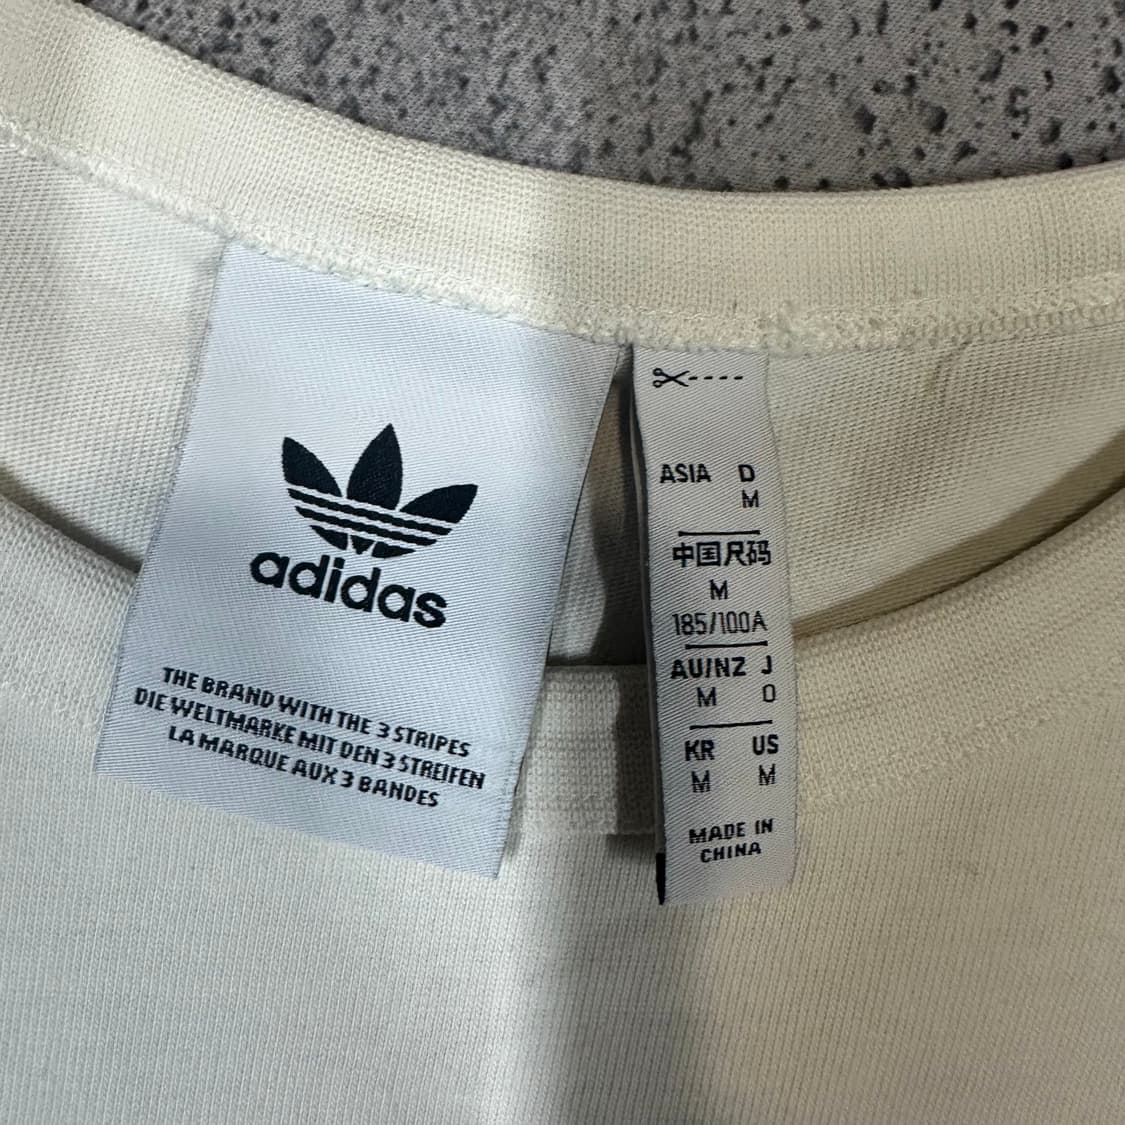 adidas
THE BRAND WITH THE 3 STRIPES
DIE WELTMARKE MIT DEN 3 STREIFEN
LA MARQUE AUX 3 BANDES
ASIA D
M
中国尺码
M
185/100A
AU/NZ J
M O
KR US
M M
MADE IN
CHINA